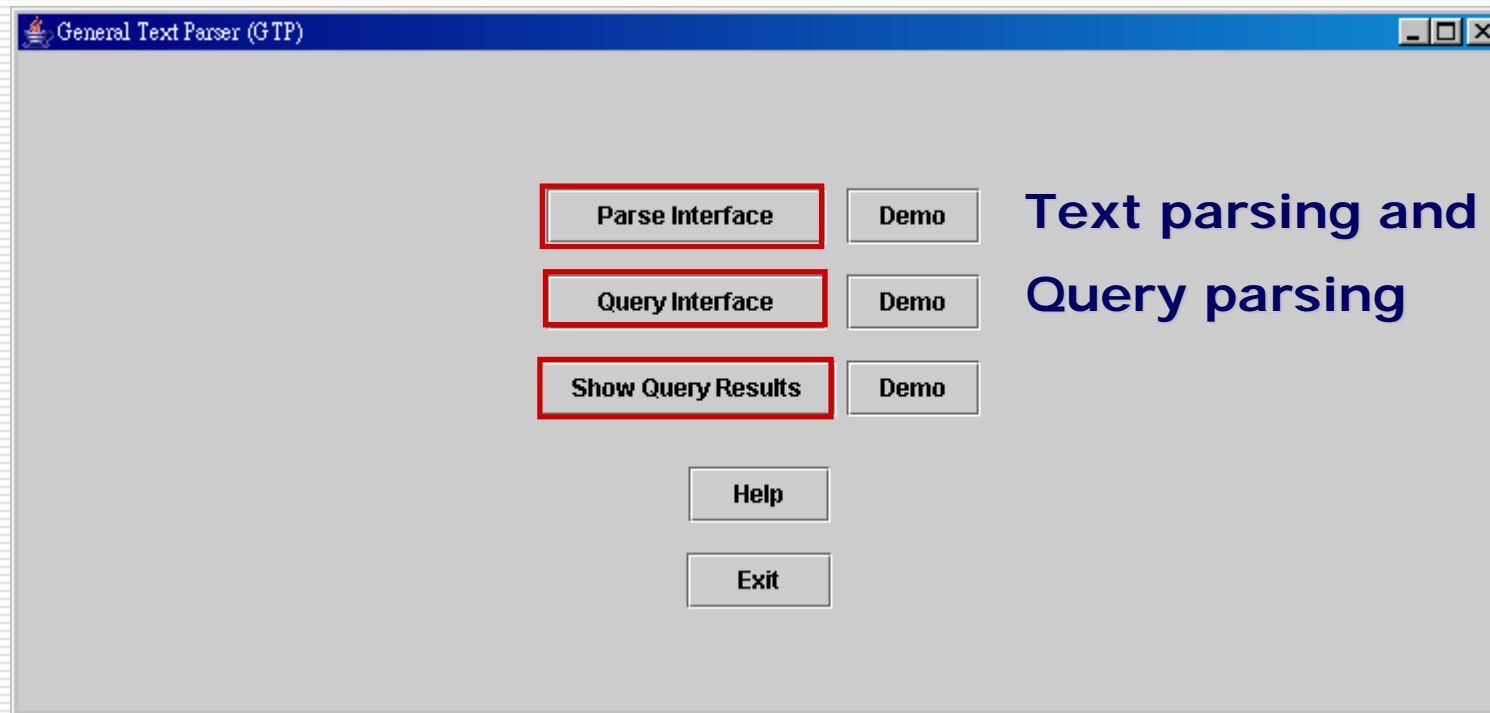 General Text Parser (GTP)
Parse Interface Demo Text parsing and
Query Interface Demo Query parsing
Show Query Results Demo
Help
Exit